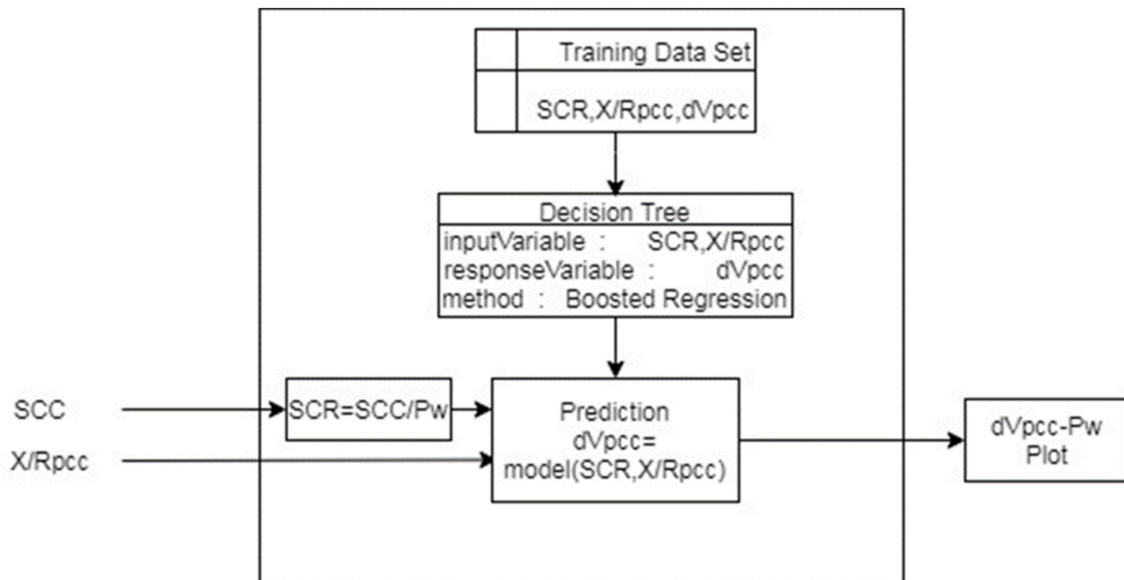 Training Data Set
SCR,X/Rpcc,dVpcc
Decision Tree
inputVariable : SCR,X/Rpcc
responseVariable : dVpcc
method : Boosted Regression
SCC
SCR=SCC/Pw
X/Rpcc
Prediction
dVpcc=
model(SCR,X/Rpcc)
dVpcc-Pw
Plot